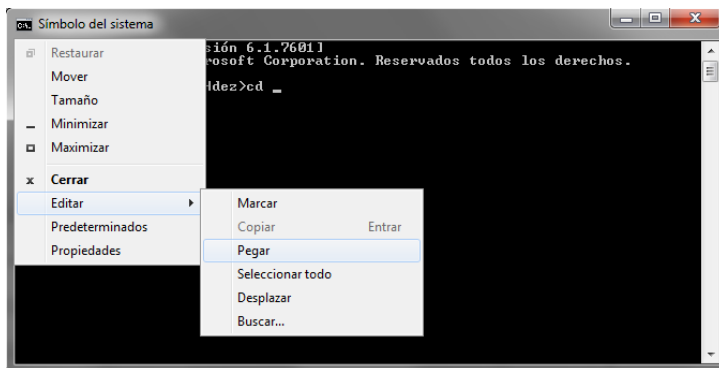 Símbolo del sistema
sión 6.1.7601]
rosoft Corporation. Reservados todos los derechos.
Hdez>cd _
Restaurar
Mover
Tamaño
Minimizar
Maximizar
Cerrar
Editar
Predeterminados
Propiedades
Marcar
Copiar Entrar
Pegar
Seleccionar todo
Desplazar
Buscar...